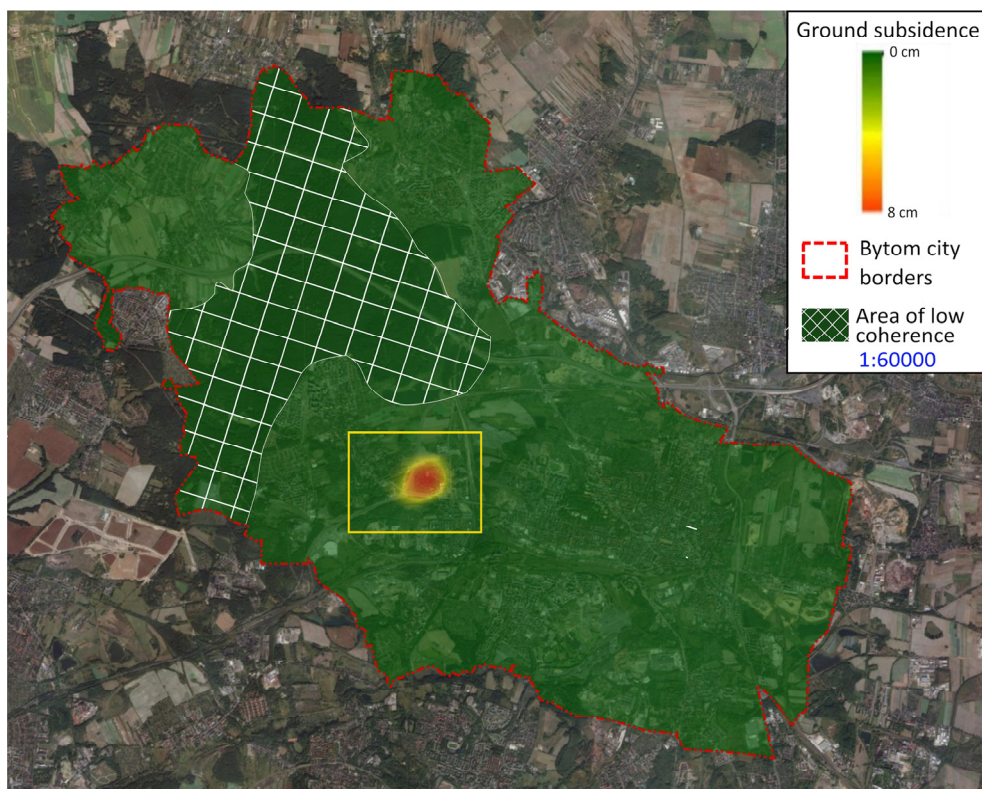 Ground subsidence
0 cm
8 cm
Bytom city
borders
Area of low
coherence
1:60000